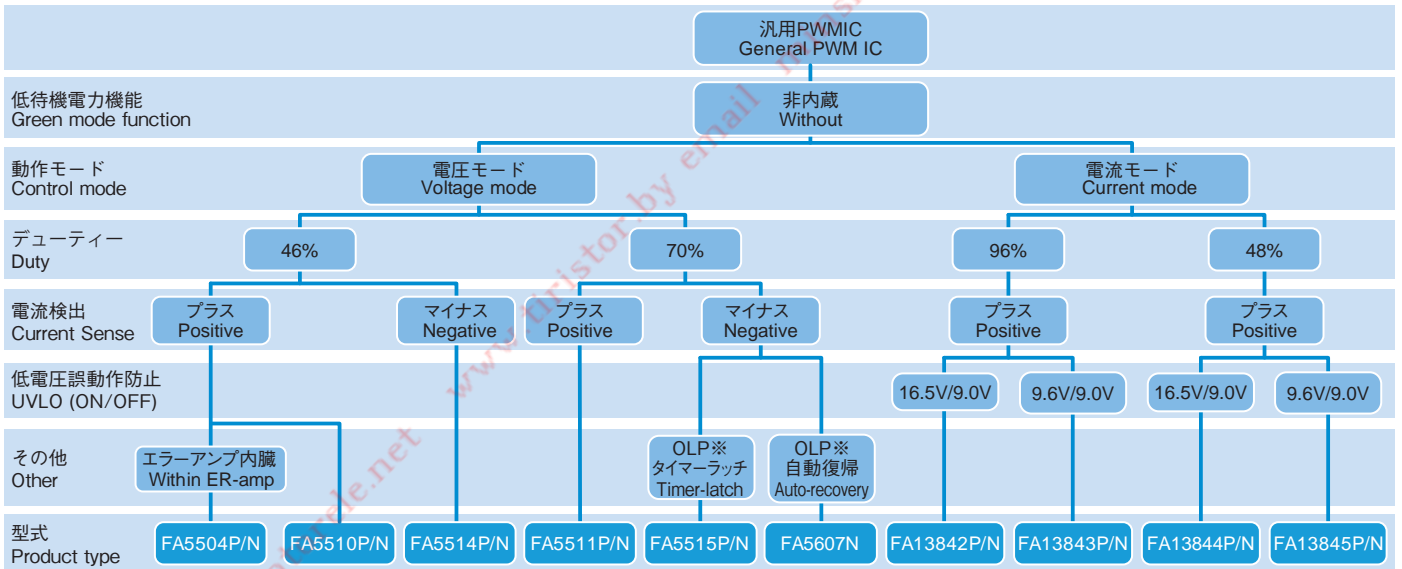 汎用PWMIC
General PWM IC
低待機電力機能
Green mode function
非内蔵
Without
動作モード
Control mode
電圧モード
Voltage mode
電流モード
Current mode
デューティー
Duty
46%
70%
96%
48%
電流検出
Current Sense
プラス
Positive
マイナス
Negative
プラス
Positive
マイナス
Negative
プラス
Positive
プラス
Positive
低電圧誤動作防止
UVLO (ON/OFF)
16.5V/9.0V
9.6V/9.0V
16.5V/9.0V
9.6V/9.0V
その他
Other
エラーアンプ内臓
Within ER-amp
OLP※
タイマーラッチ
Timer-latch
OLP※
自動復帰
Auto-recovery
型式
Product type
FA5504P/N
FA5510P/N
FA5514P/N
FA5511P/N
FA5515P/N
FA5607N
FA13842P/N
FA13843P/N
FA13844P/N
FA13845P/N
www.tiristor.by email